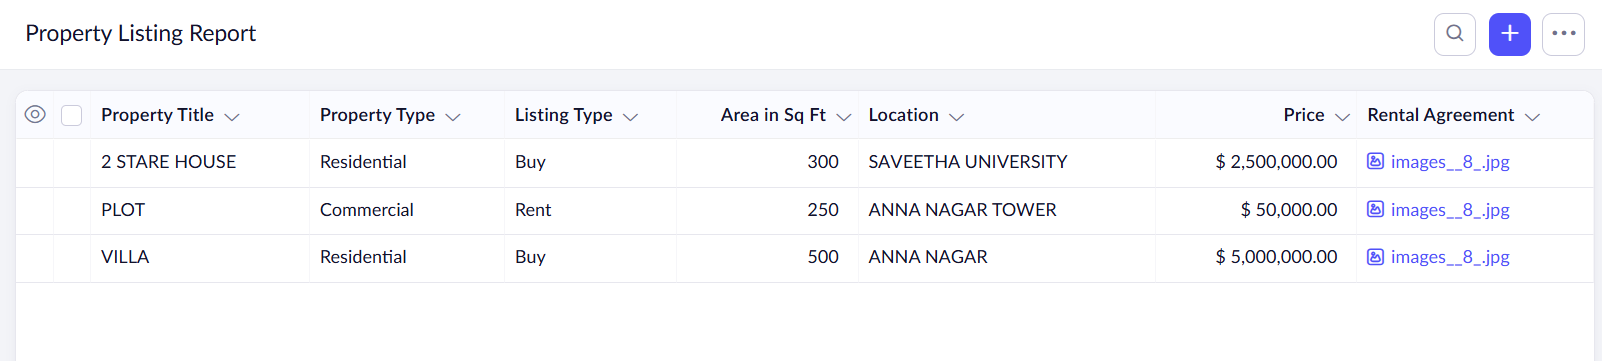 Property Listing Report
Property Title Property Type Listing Type Area in Sq Ft Location Price Rental Agreement
2 STARE HOUSE Residential Buy 300 SAVEETHA UNIVERSITY $ 2,500,000.00 images__8_.jpg
PLOT Commercial Rent 250 ANNA NAGAR TOWER $ 50,000.00 images__8_.jpg
VILLA Residential Buy 500 ANNA NAGAR $ 5,000,000.00 images__8_.jpg